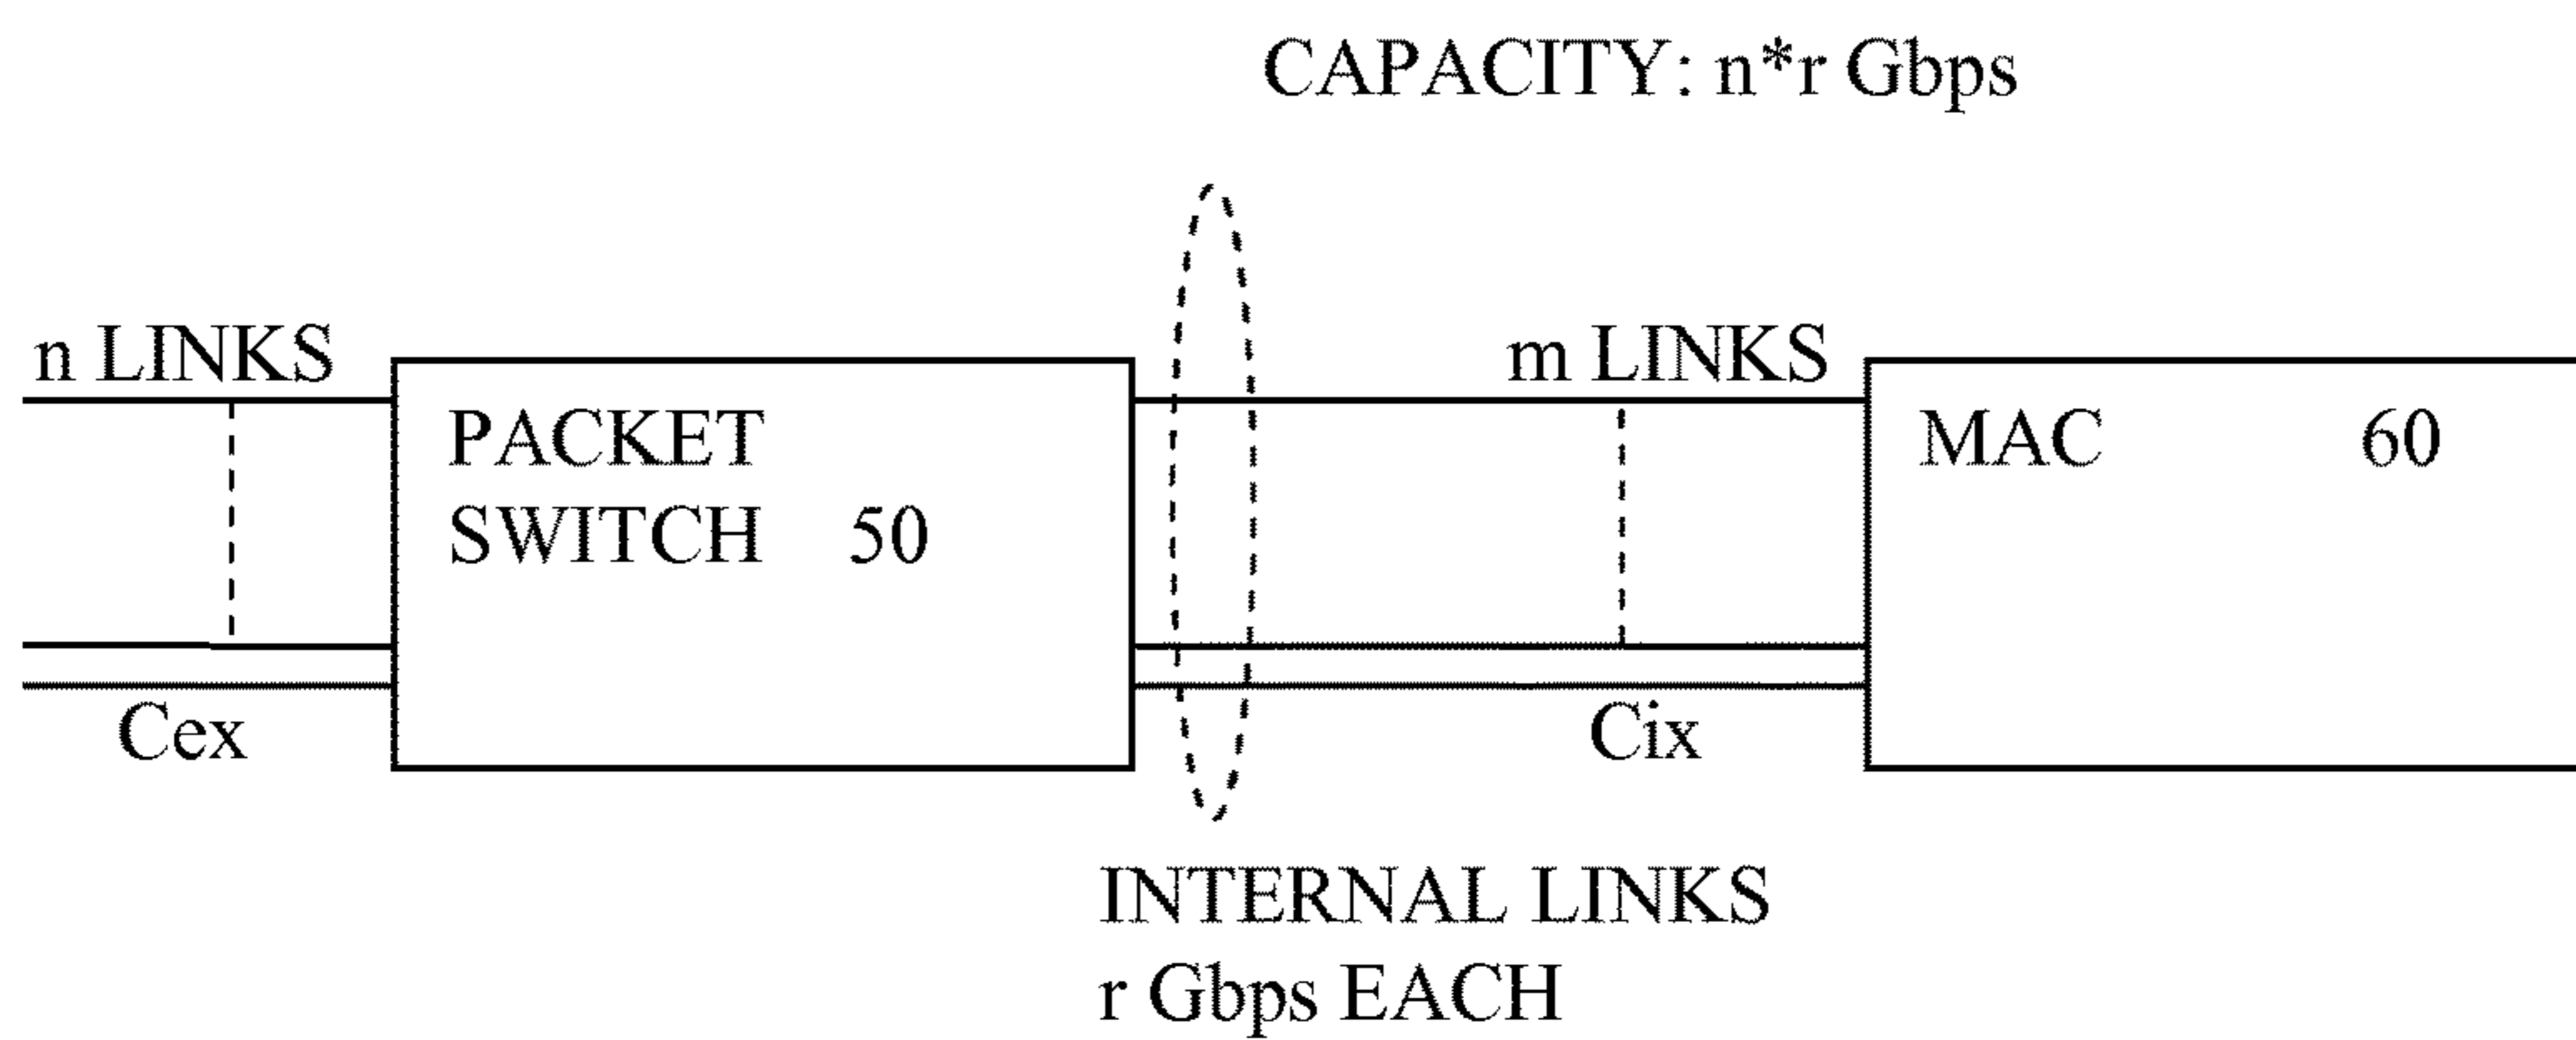 CAPACITY: n*r Gbps
n LINKS
m LINKS
PACKET
SWITCH 50
MAC 60
Cex
Cix
INTERNAL LINKS
r Gbps EACH